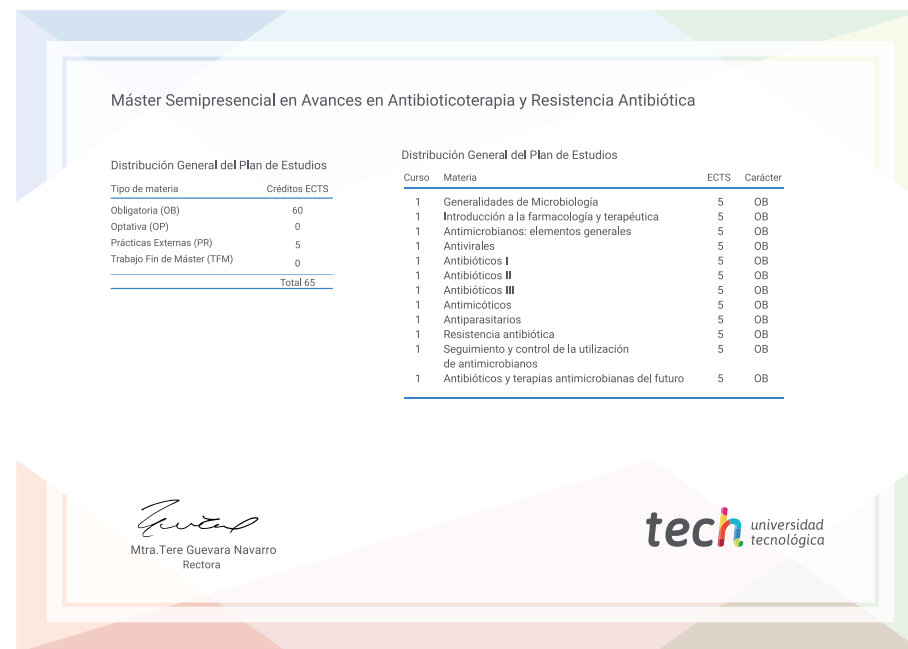 Máster Semipresencial en Avances en Antibioticoterapia y Resistencia Antibiótica
Distribución General del Plan de Estudios
Tipo de materia Créditos ECTS
Obligatoria (OB) 60
Optativa (OP) 0
Prácticas Externas (PR) 5
Trabajo Fin de Máster (TFM) 0
Total 65
Distribución General del Plan de Estudios
Curso Materia ECTS Carácter
1 Generalidades de Microbiología 5 OB
1 Introducción a la farmacología y terapéutica 5 OB
1 Antimicrobianos: elementos generales 5 OB
1 Antivirales 5 OB
1 Antibióticos I 5 OB
1 Antibióticos II 5 OB
1 Antibióticos III 5 OB
1 Antimicóticos 5 OB
1 Antiparasitarios 5 OB
1 Resistencia antibiótica 5 OB
1 Seguimiento y control de la utilización 5 OB
de antimicrobianos
1 Antibióticos y terapias antimicrobianas del futuro 5 OB
Mtra.Tere Guevara Navarro
Rectora
tech universidad
tecnológica